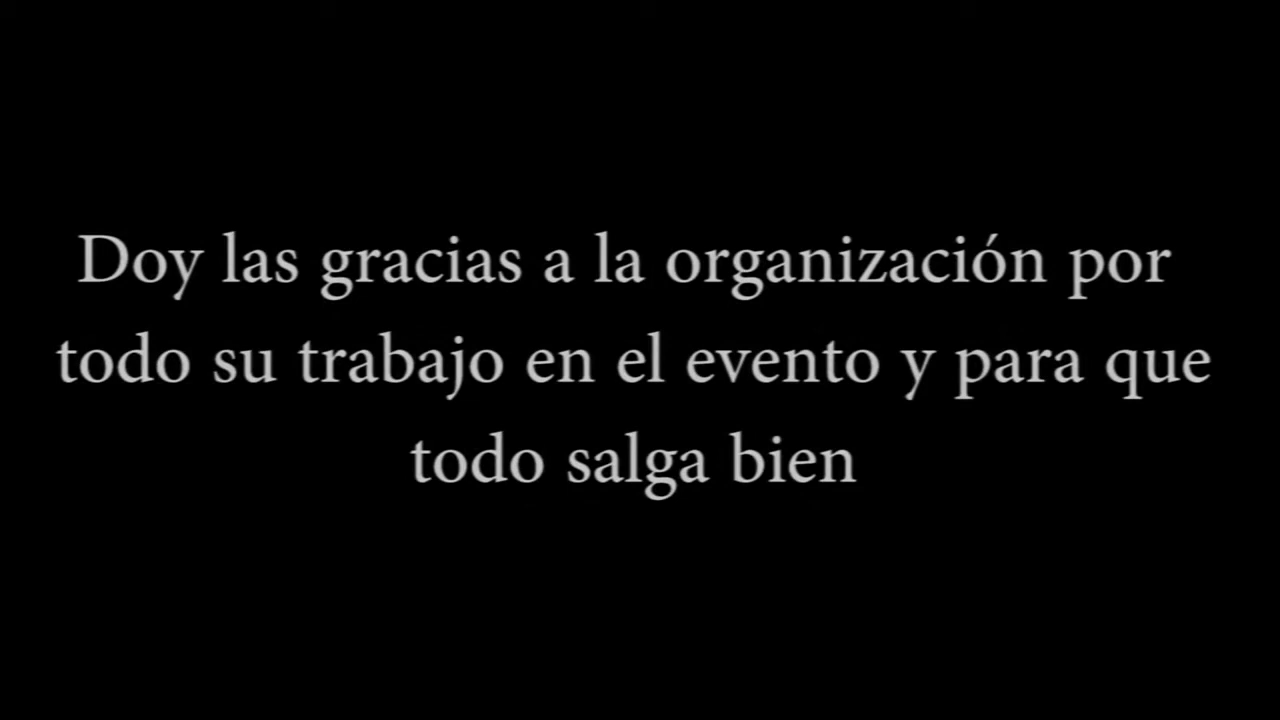 Doy las gracias a la organización por
todo su trabajo en el evento y para que
todo salga bien